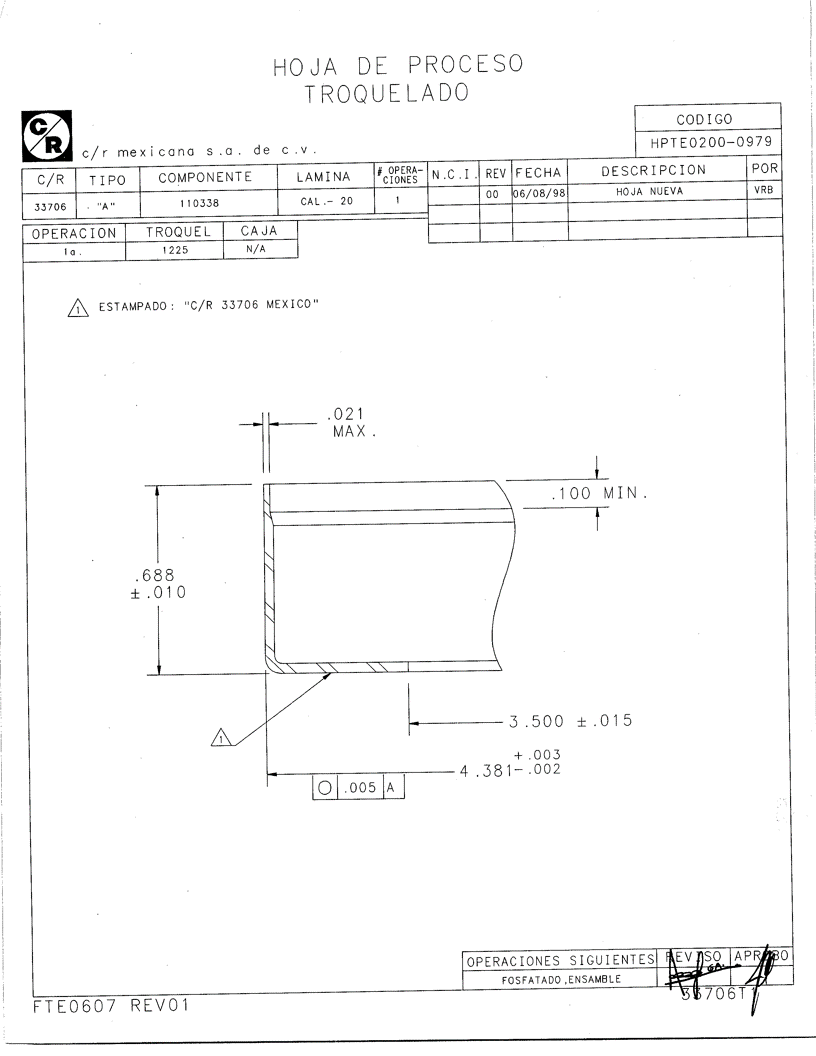 HOJA DE PROCESO
TROQUELADO
CODIGO
HPTE0200-0979
C/R
c/r mexicana s.a. de c.v.
C/R TIPO COMPONENTE LAMINA # OPERA-CIONES N.C.I. REV FECHA DESCRIPCION POR
33706 "A" 110338 CAL.- 20 1 00 06/08/98 HOJA NUEVA VRB
OPERACION TROQUEL CAJA
1a. 1225 N/A
1 ESTAMPADO: "C/R 33706 MEXICO"
.021
MAX.
.100 MIN.
.688
±.010
3.500 ±.015
1
+.003
4.381-.002
○ .005 A
OPERACIONES SIGUIENTES REVISO APROBO
FOSFATADO,ENSAMBLE
33706T1
FTE0607 REV01